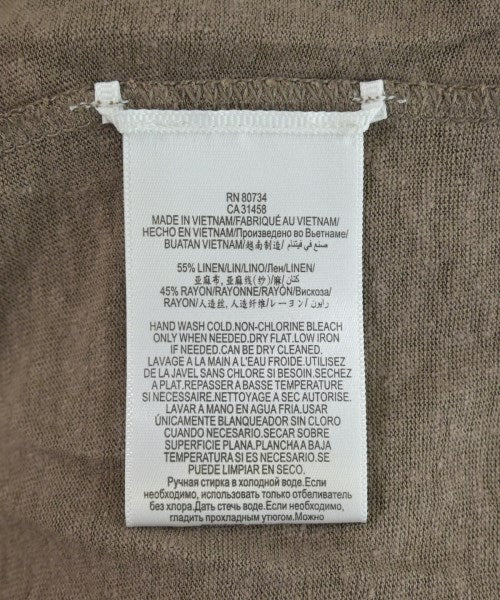 RN 80734
CA 31458
MADE IN VIETNAM/FABRIQUÉ AU VIETNAM/
HECHO EN VIETNAM/Произведено во Вьетнаме/
BUATAN VIETNAM/越南制造/صنع في فيتنام
55% LINEN/LIN/LINO/Лен/LINEN/
亚麻布, 亚麻线(纱)/麻/كتان/
45% RAYON/RAYONNE/RAYÓN/Вискоза/
RAYON/人造丝, 人造纤维/レーヨン/رايون
HAND WASH COLD.NON-CHLORINE BLEACH
ONLY WHEN NEEDED.DRY FLAT.LOW IRON
IF NEEDED.CAN BE DRY CLEANED.
LAVAGE A LA MAIN A L'EAU FROIDE.UTILISEZ
DE LA JAVEL SANS CHLORE SI BESOIN.SECHEZ
A PLAT.REPASSER A BASSE TEMPERATURE
SI NECESSAIRE.NETTOYAGE A SEC AUTORISE.
LAVAR A MANO EN AGUA FRIA.USAR
ÚNICAMENTE BLANQUEADOR SIN CLORO
CUANDO NECESARIO.SECAR SOBRE
SUPERFICIE PLANA.PLANCHA A BAJA
TEMPERATURA SI ES NECESARIO.SE
PUEDE LIMPIAR EN SECO.
Ручная стирка в холодной воде.Если
необходимо, использовать только отбеливатель
без хлора.Дать стечь воде.Если необходимо,
гладить прохладным утюгом.Можно